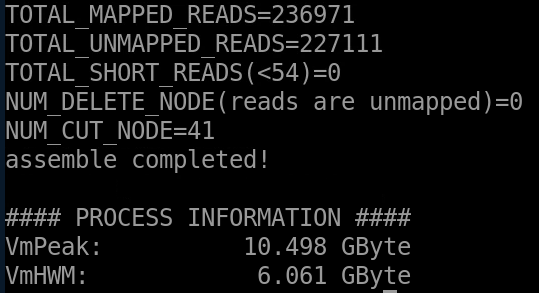 TOTAL_MAPPED_READS=236971
TOTAL_UNMAPPED_READS=227111
TOTAL_SHORT_READS(<54)=0
NUM_DELETE_NODE(reads are unmapped)=0
NUM_CUT_NODE=41
assemble completed!
#### PROCESS INFORMATION ####
VmPeak:          10.498 GByte
VmHWM:            6.061 GByte